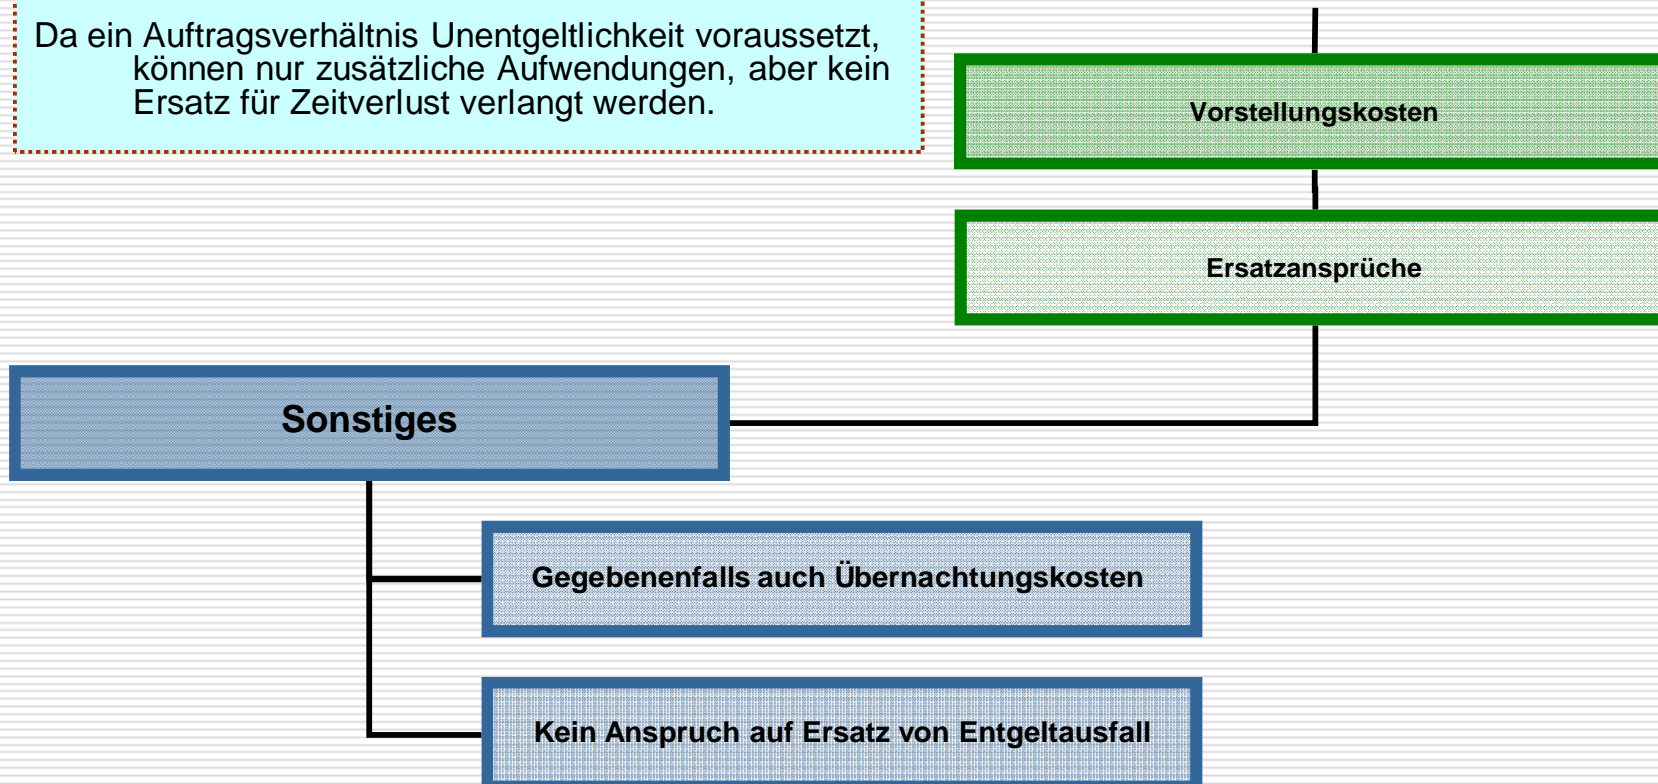 Da ein Auftragsverhältnis Unentgeltlichkeit voraussetzt,
können nur zusätzliche Aufwendungen, aber kein
Ersatz für Zeitverlust verlangt werden.
Vorstellungskosten
Ersatzansprüche
Sonstiges
Gegebenenfalls auch Übernachtungskosten
Kein Anspruch auf Ersatz von Entgeltausfall